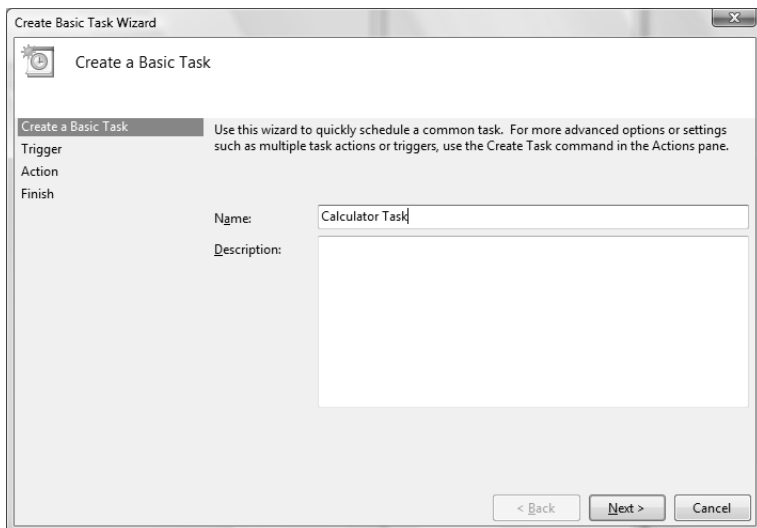 Create Basic Task Wizard
X
Create a Basic Task
Create a Basic Task
Trigger
Action
Finish
Use this wizard to quickly schedule a common task. For more advanced options or settings
such as multiple task actions or triggers, use the Create Task command in the Actions pane.
Name:
Calculator Task
Description:
< Back
Next >
Cancel